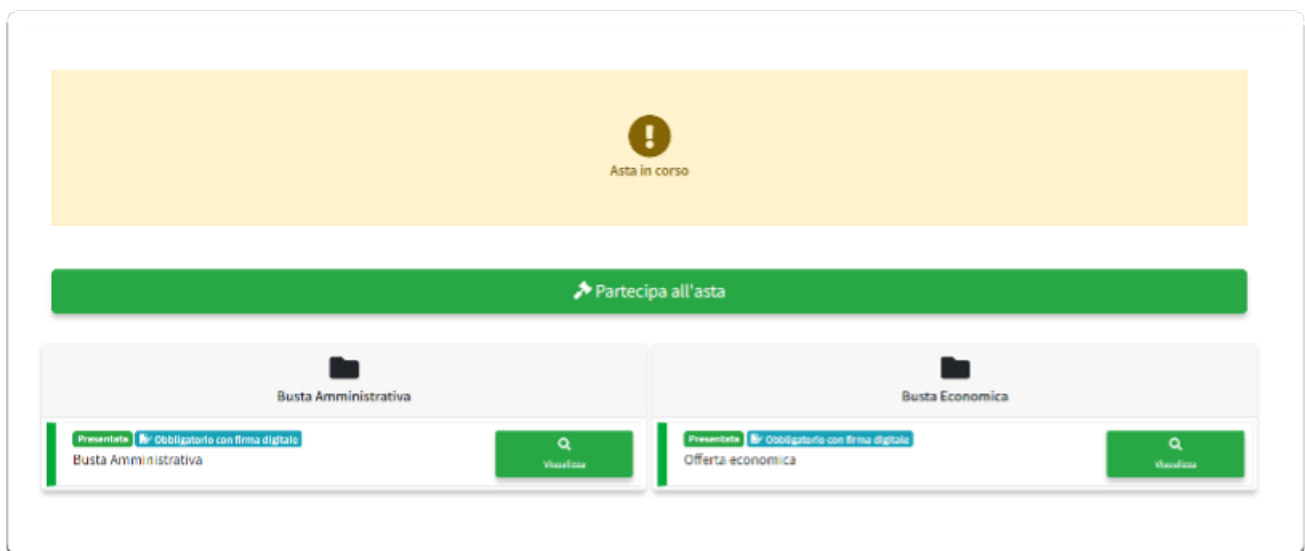 Asta in corso
Partecipa all'asta
Busta Amministrativa
Presentata Obbligatorio con firma digitale
Busta Amministrativa
Visualizza
Busta Economica
Presentata Obbligatorio con firma digitale
Offerta economica
Visualizza